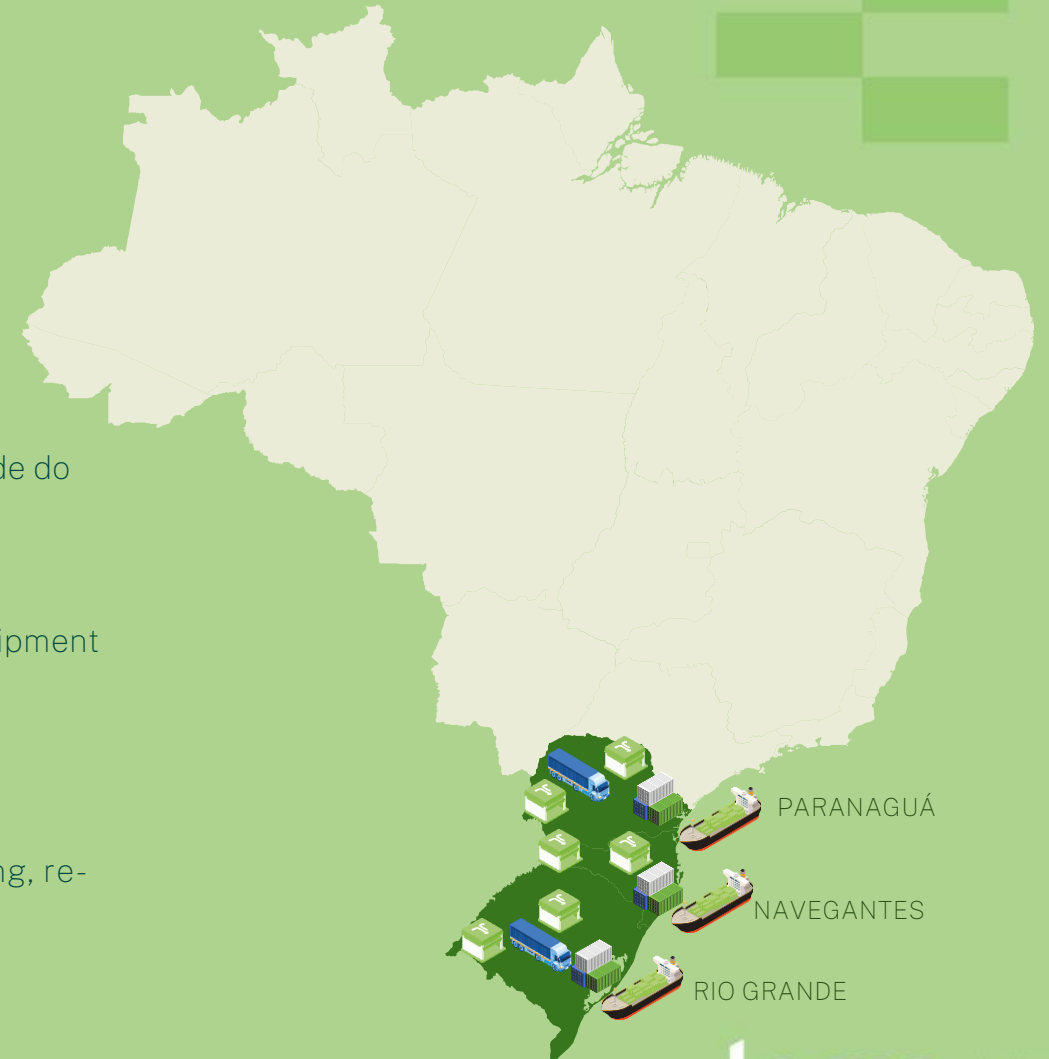 de do
ipment
PARANAGUÁ
ng, re-
NAVEGANTES
RIO GRANDE